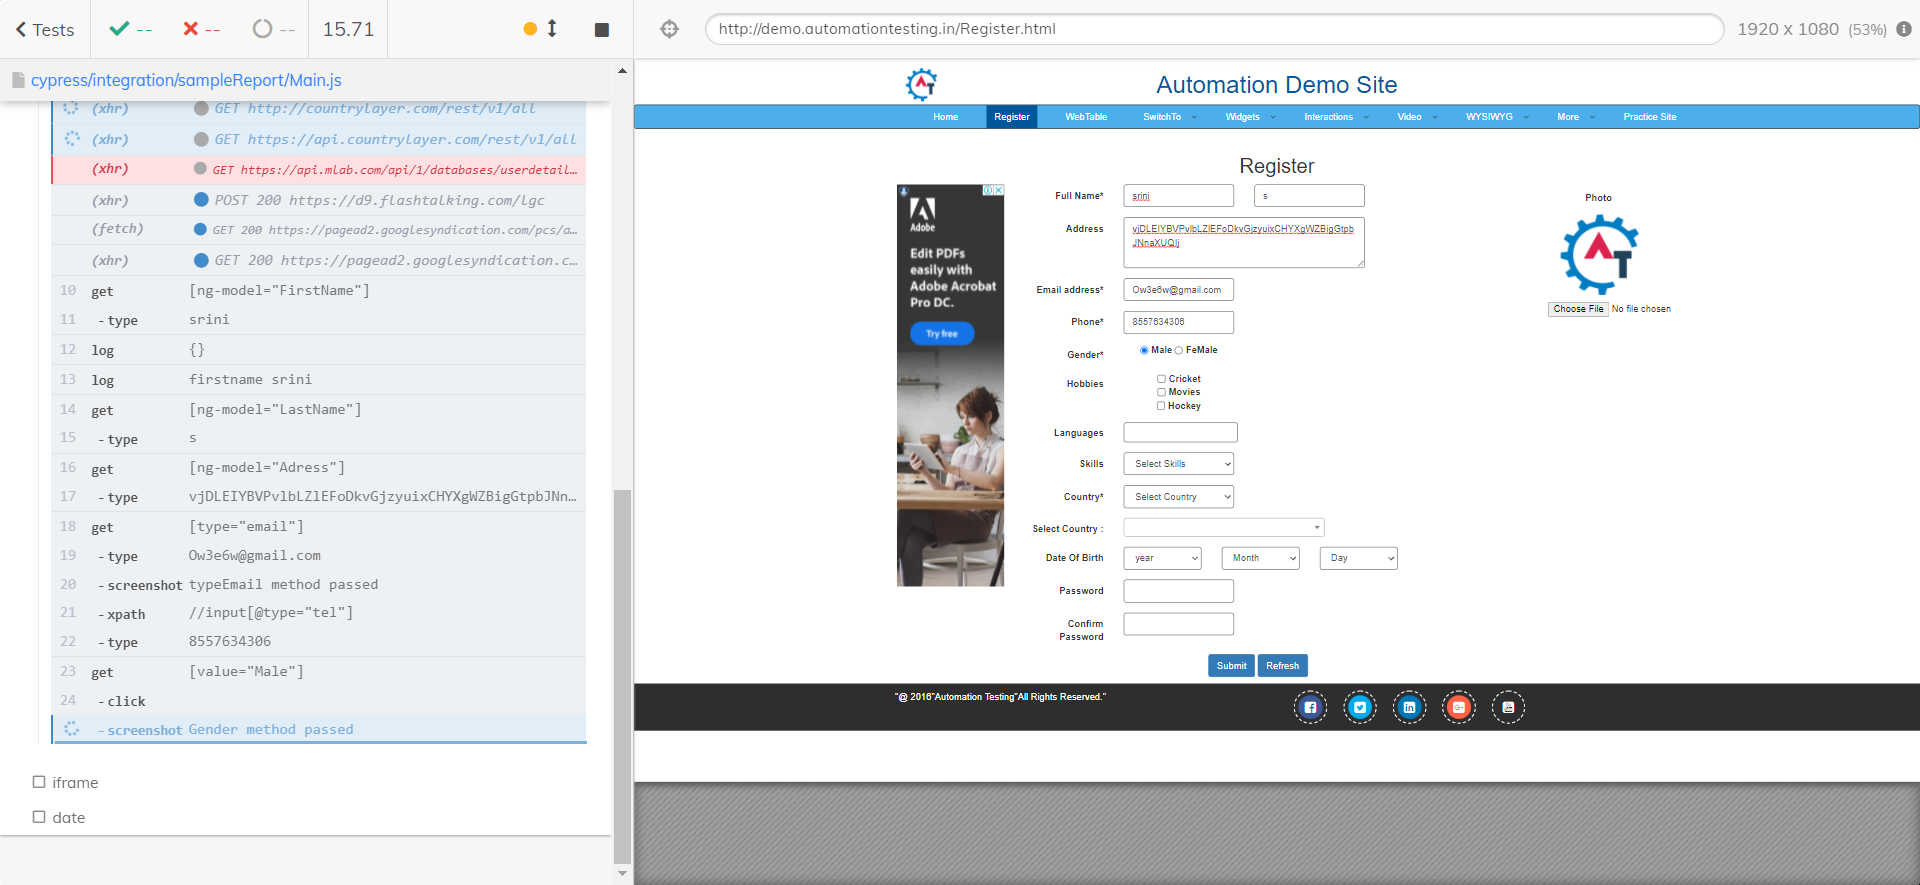 Tests -- -- -- 15.71
http://demo.automationtesting.in/Register.html
1920 x 1080 (53%)
cypress/integration/sampleReport/Main.js
(xhr) GET http://countrylayer.com/rest/v1/all
(xhr) GET https://api.countrylayer.com/rest/v1/all
(xhr) GET https://api.mlab.com/api/1/databases/userdetail…
(xhr) POST 200 https://d9.flashtalking.com/lgc
(fetch) GET 200 https://pagead2.googlesyndication.com/pcs/a…
(xhr) GET 200 https://pagead2.googlesyndication.c…
10 get [ng-model="FirstName"]
11 -type srini
12 log {}
13 log firstname srini
14 get [ng-model="LastName"]
15 -type s
16 get [ng-model="Adress"]
17 -type vjDLEIYBVPvlbLZlEFoDkvGjzyuixCHYXgWZBigGtpbJNn…
18 get [type="email"]
19 -type Ow3e6w@gmail.com
20 -screenshot typeEmail method passed
21 -xpath //input[@type="tel"]
22 -type 8557634306
23 get [value="Male"]
24 -click
-screenshot Gender method passed
iframe
date
AT
Automation Demo Site
Home Register WebTable SwitchTo Widgets Interactions Video WYSIWYG More Practice Site
Register
Adobe
Edit PDFs
easily with
Adobe Acrobat
Pro DC.
Try free
Full Name* srini s
Address vjDLEIYBVPvlbLZlEFoDkvGjzyuixCHYXgWZBigGtpb
JNnaXUQIj
Email address* Ow3e6w@gmail.com
Phone* 8557634306
Gender* Male FeMale
Hobbies Cricket
Movies
Hockey
Languages
Skills Select Skills
Country* Select Country
Select Country :
Date Of Birth year Month Day
Password
Confirm
Password
Submit Refresh
Photo
AT
Choose File No file chosen
"@ 2016"Automation Testing"All Rights Reserved."